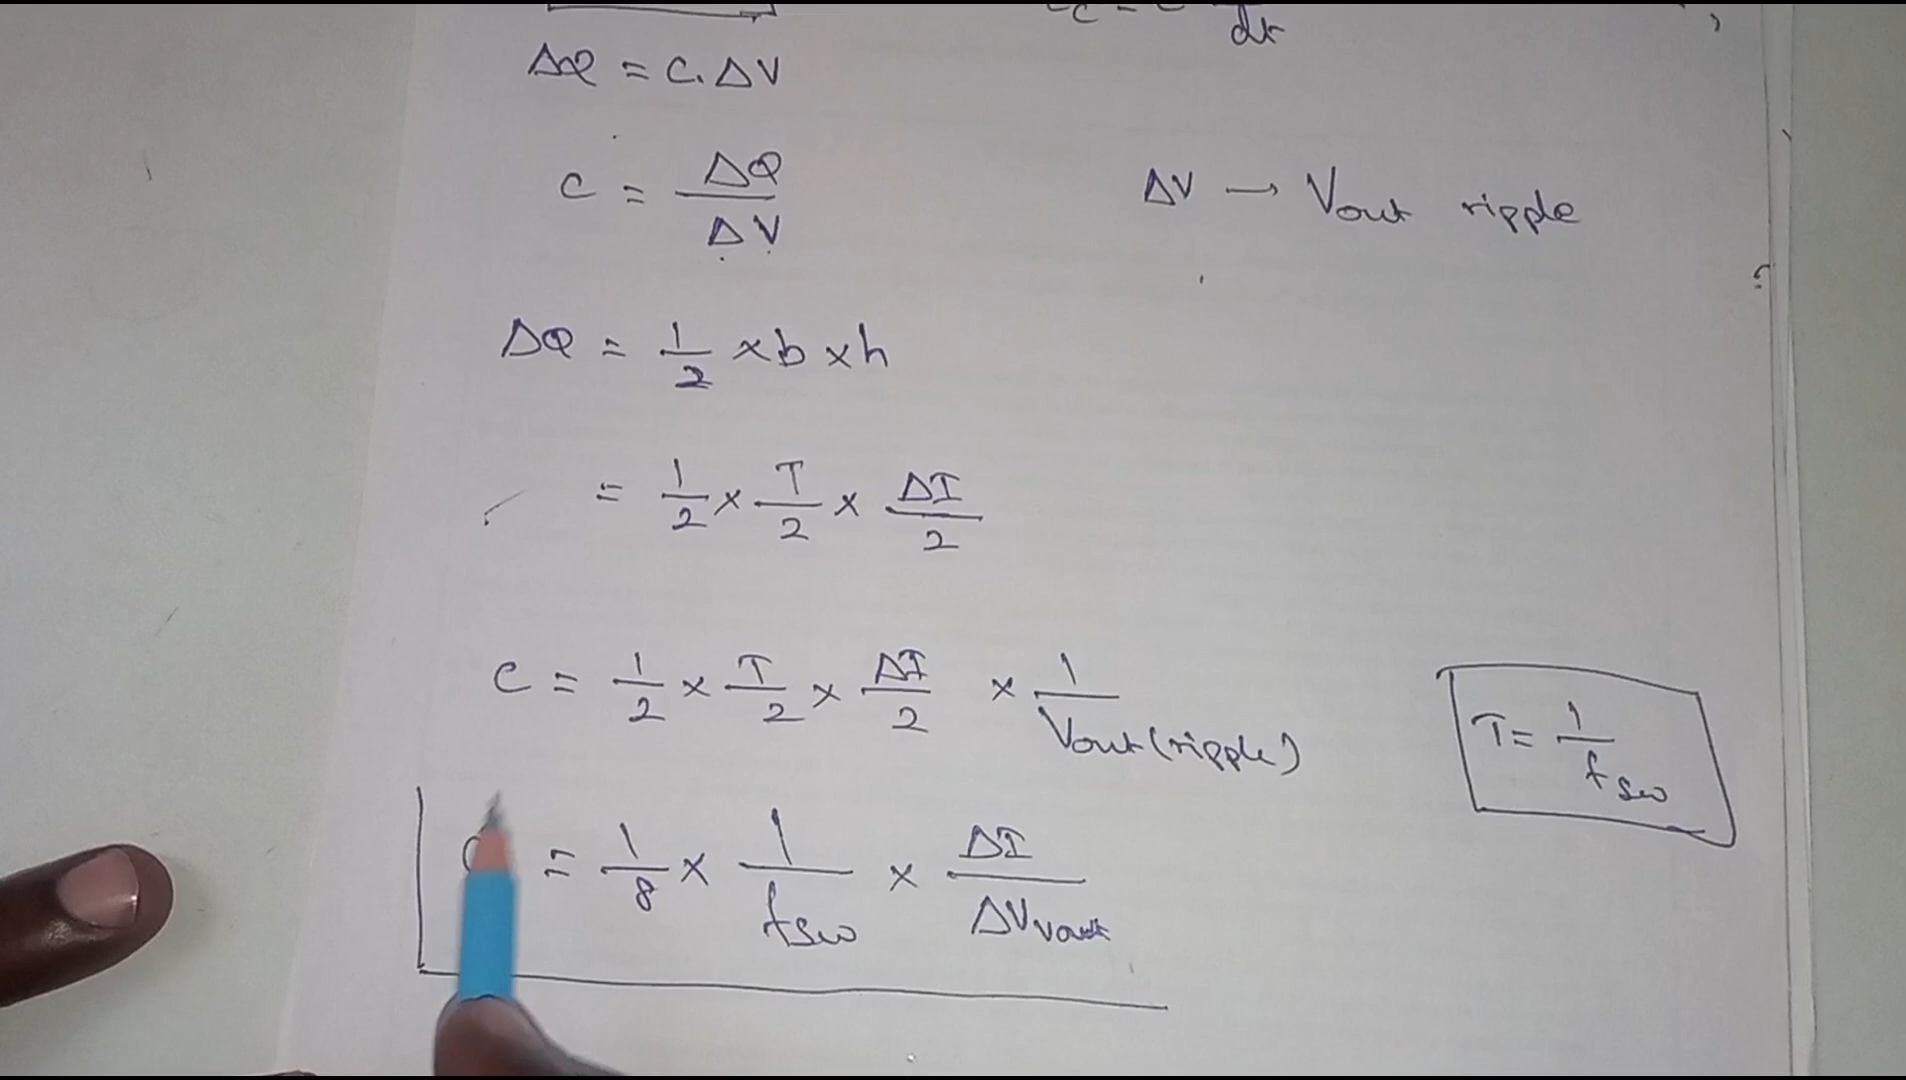 dt
ΔQ = C. ΔV
C = ΔQ / ΔV
ΔV → Vout ripple
ΔQ = 1/2 × b × h
= 1/2 × T/2 × ΔI/2
C = 1/2 × T/2 × ΔI/2 × 1/Vout (ripple)
T = 1/fsw
= 1/8 × 1/fsw × ΔI/ΔVvout